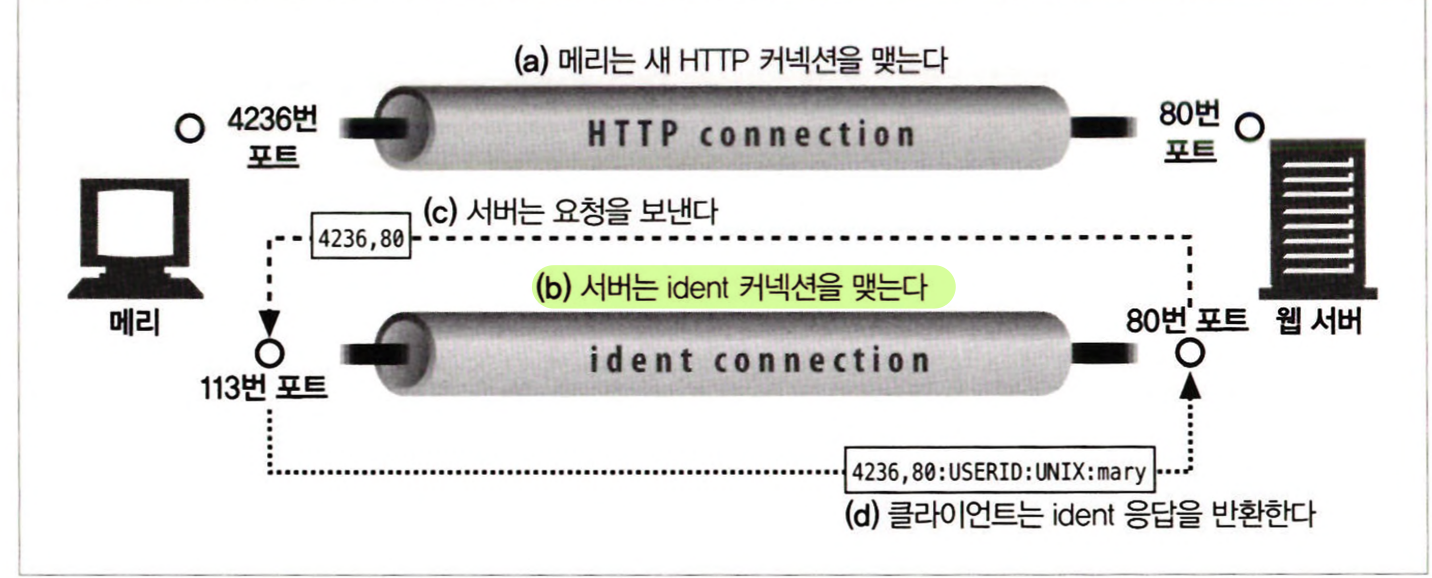 (a) 메리는 새 HTTP 커넥션을 맺는다
4236번
포트
HTTP connection
80번
포트
(c) 서버는 요청을 보낸다
4236,80
(b) 서버는 ident 커넥션을 맺는다
메리
80번 포트
웹 서버
ident connection
113번 포트
4236,80:USERID:UNIX:mary
(d) 클라이언트는 ident 응답을 반환한다